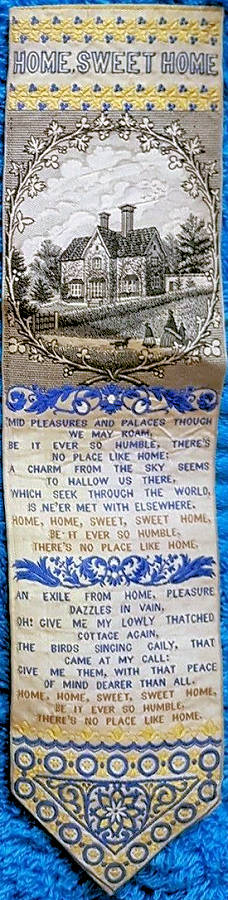 HOME, SWEET HOME
'MID PLEASURES AND PALACES THOUGH
WE MAY ROAM,
BE IT EVER SO HUMBLE, THERE'S
NO PLACE LIKE HOME;
A CHARM FROM THE SKY SEEMS
TO HALLOW US THERE,
WHICH SEEK THROUGH THE WORLD,
IS NE'ER MET WITH ELSEWHERE.
HOME, HOME, SWEET, SWEET HOME,
BE IT EVER SO HUMBLE,
THERE'S NO PLACE LIKE HOME.
AN EXILE FROM HOME, PLEASURE
DAZZLES IN VAIN,
OH! GIVE ME MY LOWLY THATCHED
COTTAGE AGAIN,
THE BIRDS SINGING GAILY, THAT
CAME AT MY CALL:
GIVE ME THEM, WITH THAT PEACE
OF MIND DEARER THAN ALL.
HOME, HOME, SWEET, SWEET HOME,
BE IT EVER SO HUMBLE,
THERE'S NO PLACE LIKE HOME.